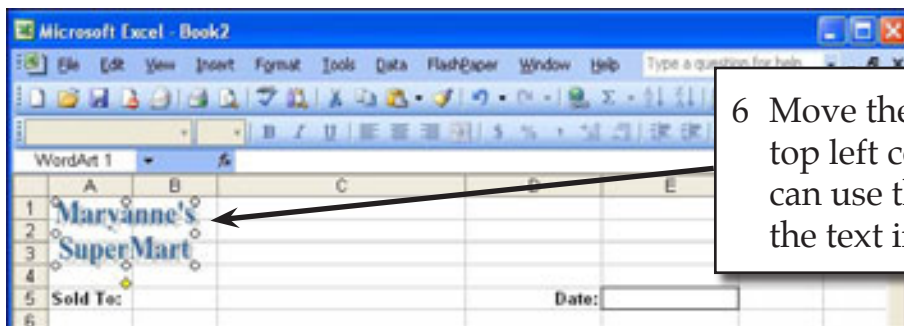 Microsoft Excel - Book2
File Edit View Insert Format Tools Data FlashPaper Window Help Type a question for help
B I U $ % ,
WordArt 1 fx
A B C D E
1 Maryanne's
2
3 SuperMart
4
5 Sold To: Date:
6
6 Move the
top left c
can use t
the text i